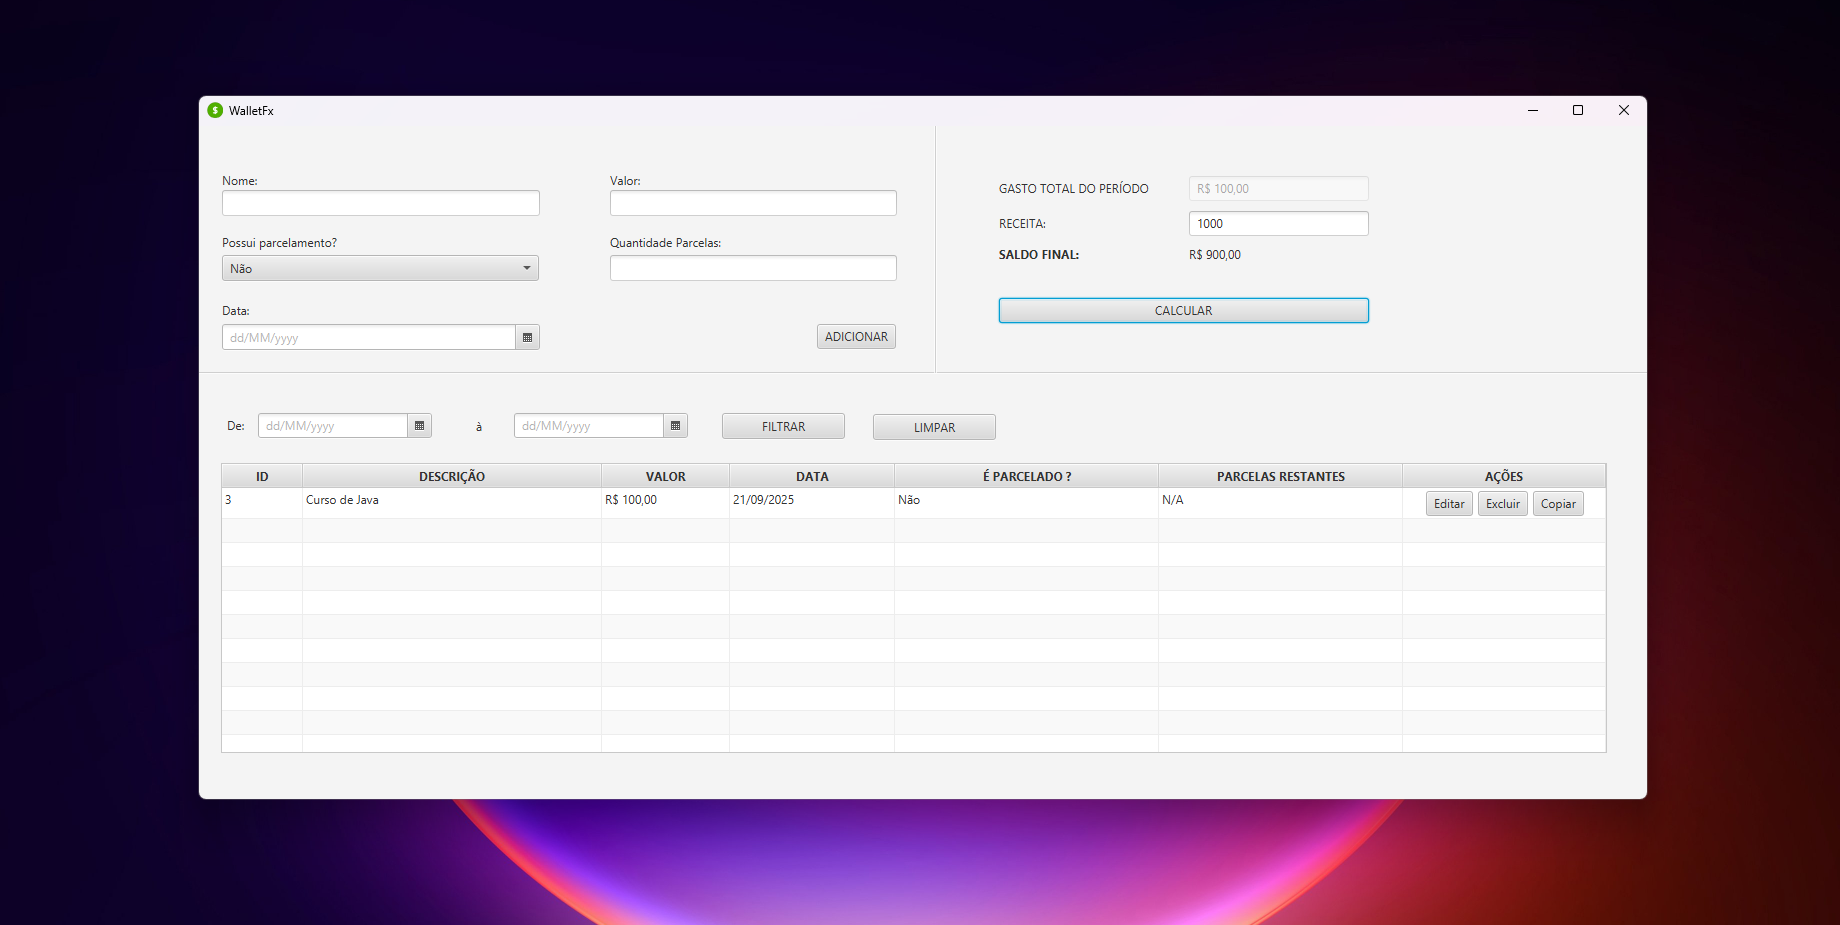 WalletFx
Nome:
Valor:
Possui parcelamento?
Quantidade Parcelas:
Não
Data:
dd/MM/yyyy
ADICIONAR
GASTO TOTAL DO PERÍODO
R$ 100,00
RECEITA:
1000
SALDO FINAL:
R$ 900,00
CALCULAR
De:
dd/MM/yyyy
à
dd/MM/yyyy
FILTRAR
LIMPAR
ID DESCRIÇÃO VALOR DATA É PARCELADO ? PARCELAS RESTANTES AÇÕES
3 Curso de Java R$ 100,00 21/09/2025 Não N/A Editar Excluir Copiar